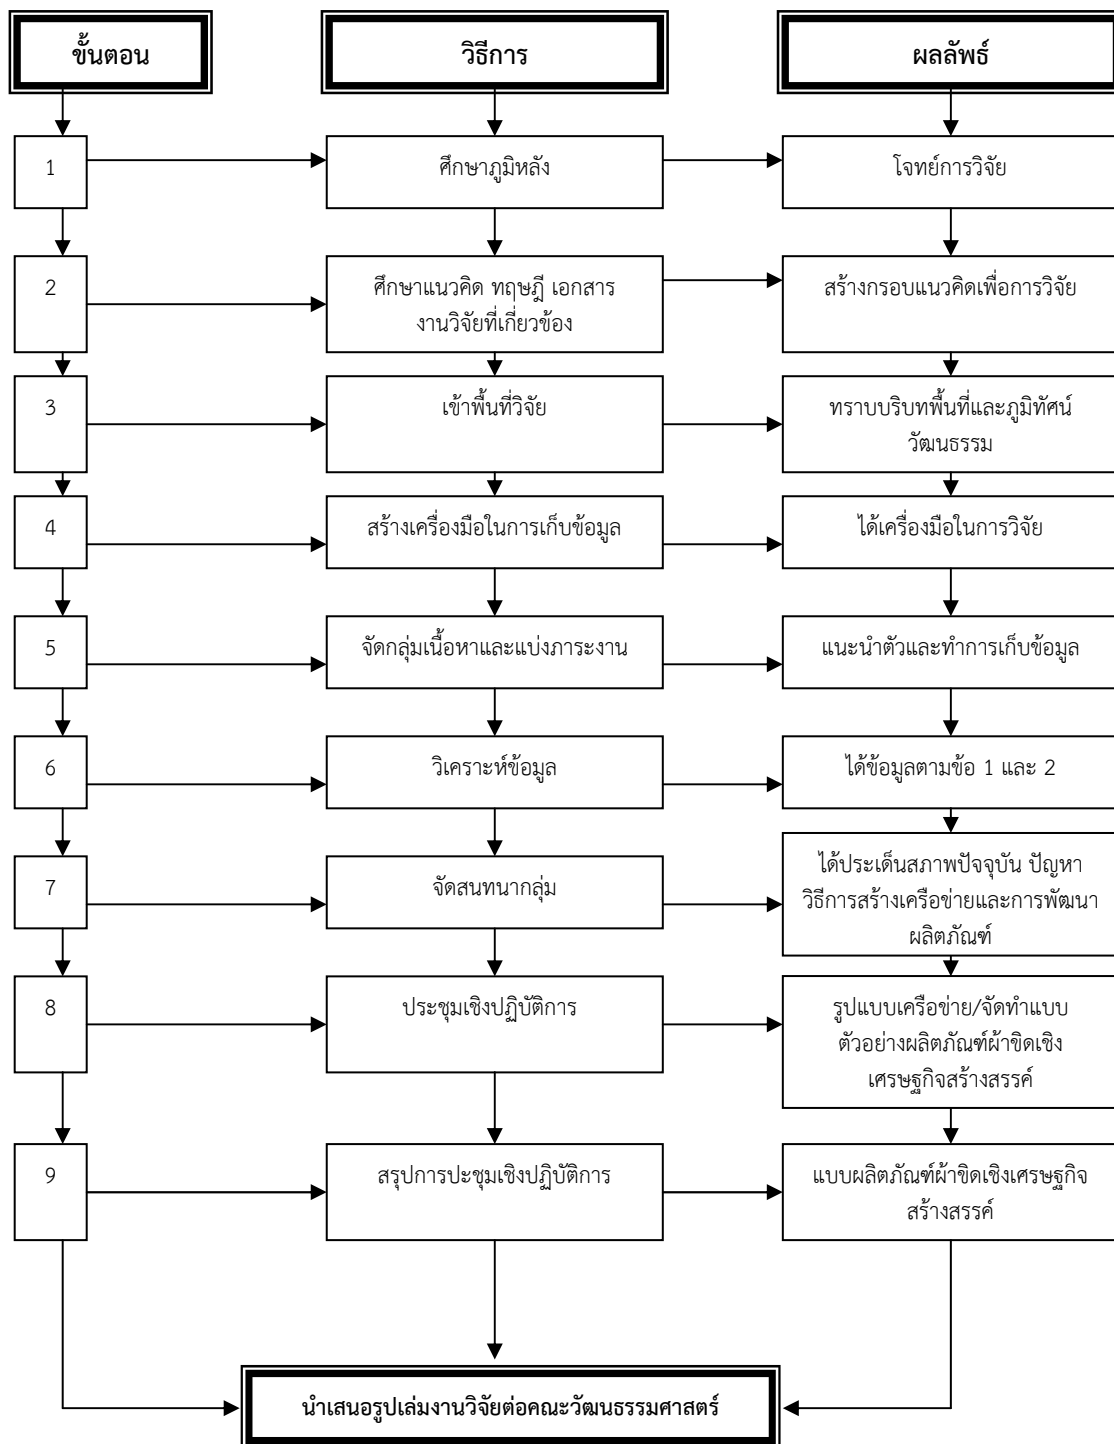 ขั้นตอน
วิธีการ
ผลลัพธ์
1
ศึกษาภูมิหลัง
โจทย์การวิจัย
2
ศึกษาแนวคิด ทฤษฎี เอกสาร
งานวิจัยที่เกี่ยวข้อง
สร้างกรอบแนวคิดเพื่อการวิจัย
3
เข้าพื้นที่วิจัย
ทราบบริบทพื้นที่และภูมิทัศน์
วัฒนธรรม
4
สร้างเครื่องมือในการเก็บข้อมูล
ได้เครื่องมือในการวิจัย
5
จัดกลุ่มเนื้อหาและแบ่งภาระงาน
แนะนำตัวและทำการเก็บข้อมูล
6
วิเคราะห์ข้อมูล
ได้ข้อมูลตามข้อ 1 และ 2
7
จัดสนทนากลุ่ม
ได้ประเด็นสภาพปัจจุบัน ปัญหา
วิธีการสร้างเครือข่ายและการพัฒนา
ผลิตภัณฑ์
8
ประชุมเชิงปฏิบัติการ
รูปแบบเครือข่าย/จัดทำแบบ
ตัวอย่างผลิตภัณฑ์ผ้าขิดเชิง
เศรษฐกิจสร้างสรรค์
9
สรุปการปะชุมเชิงปฏิบัติการ
แบบผลิตภัณฑ์ผ้าขิดเชิงเศรษฐกิจ
สร้างสรรค์
นำเสนอรูปเล่มงานวิจัยต่อคณะวัฒนธรรมศาสตร์